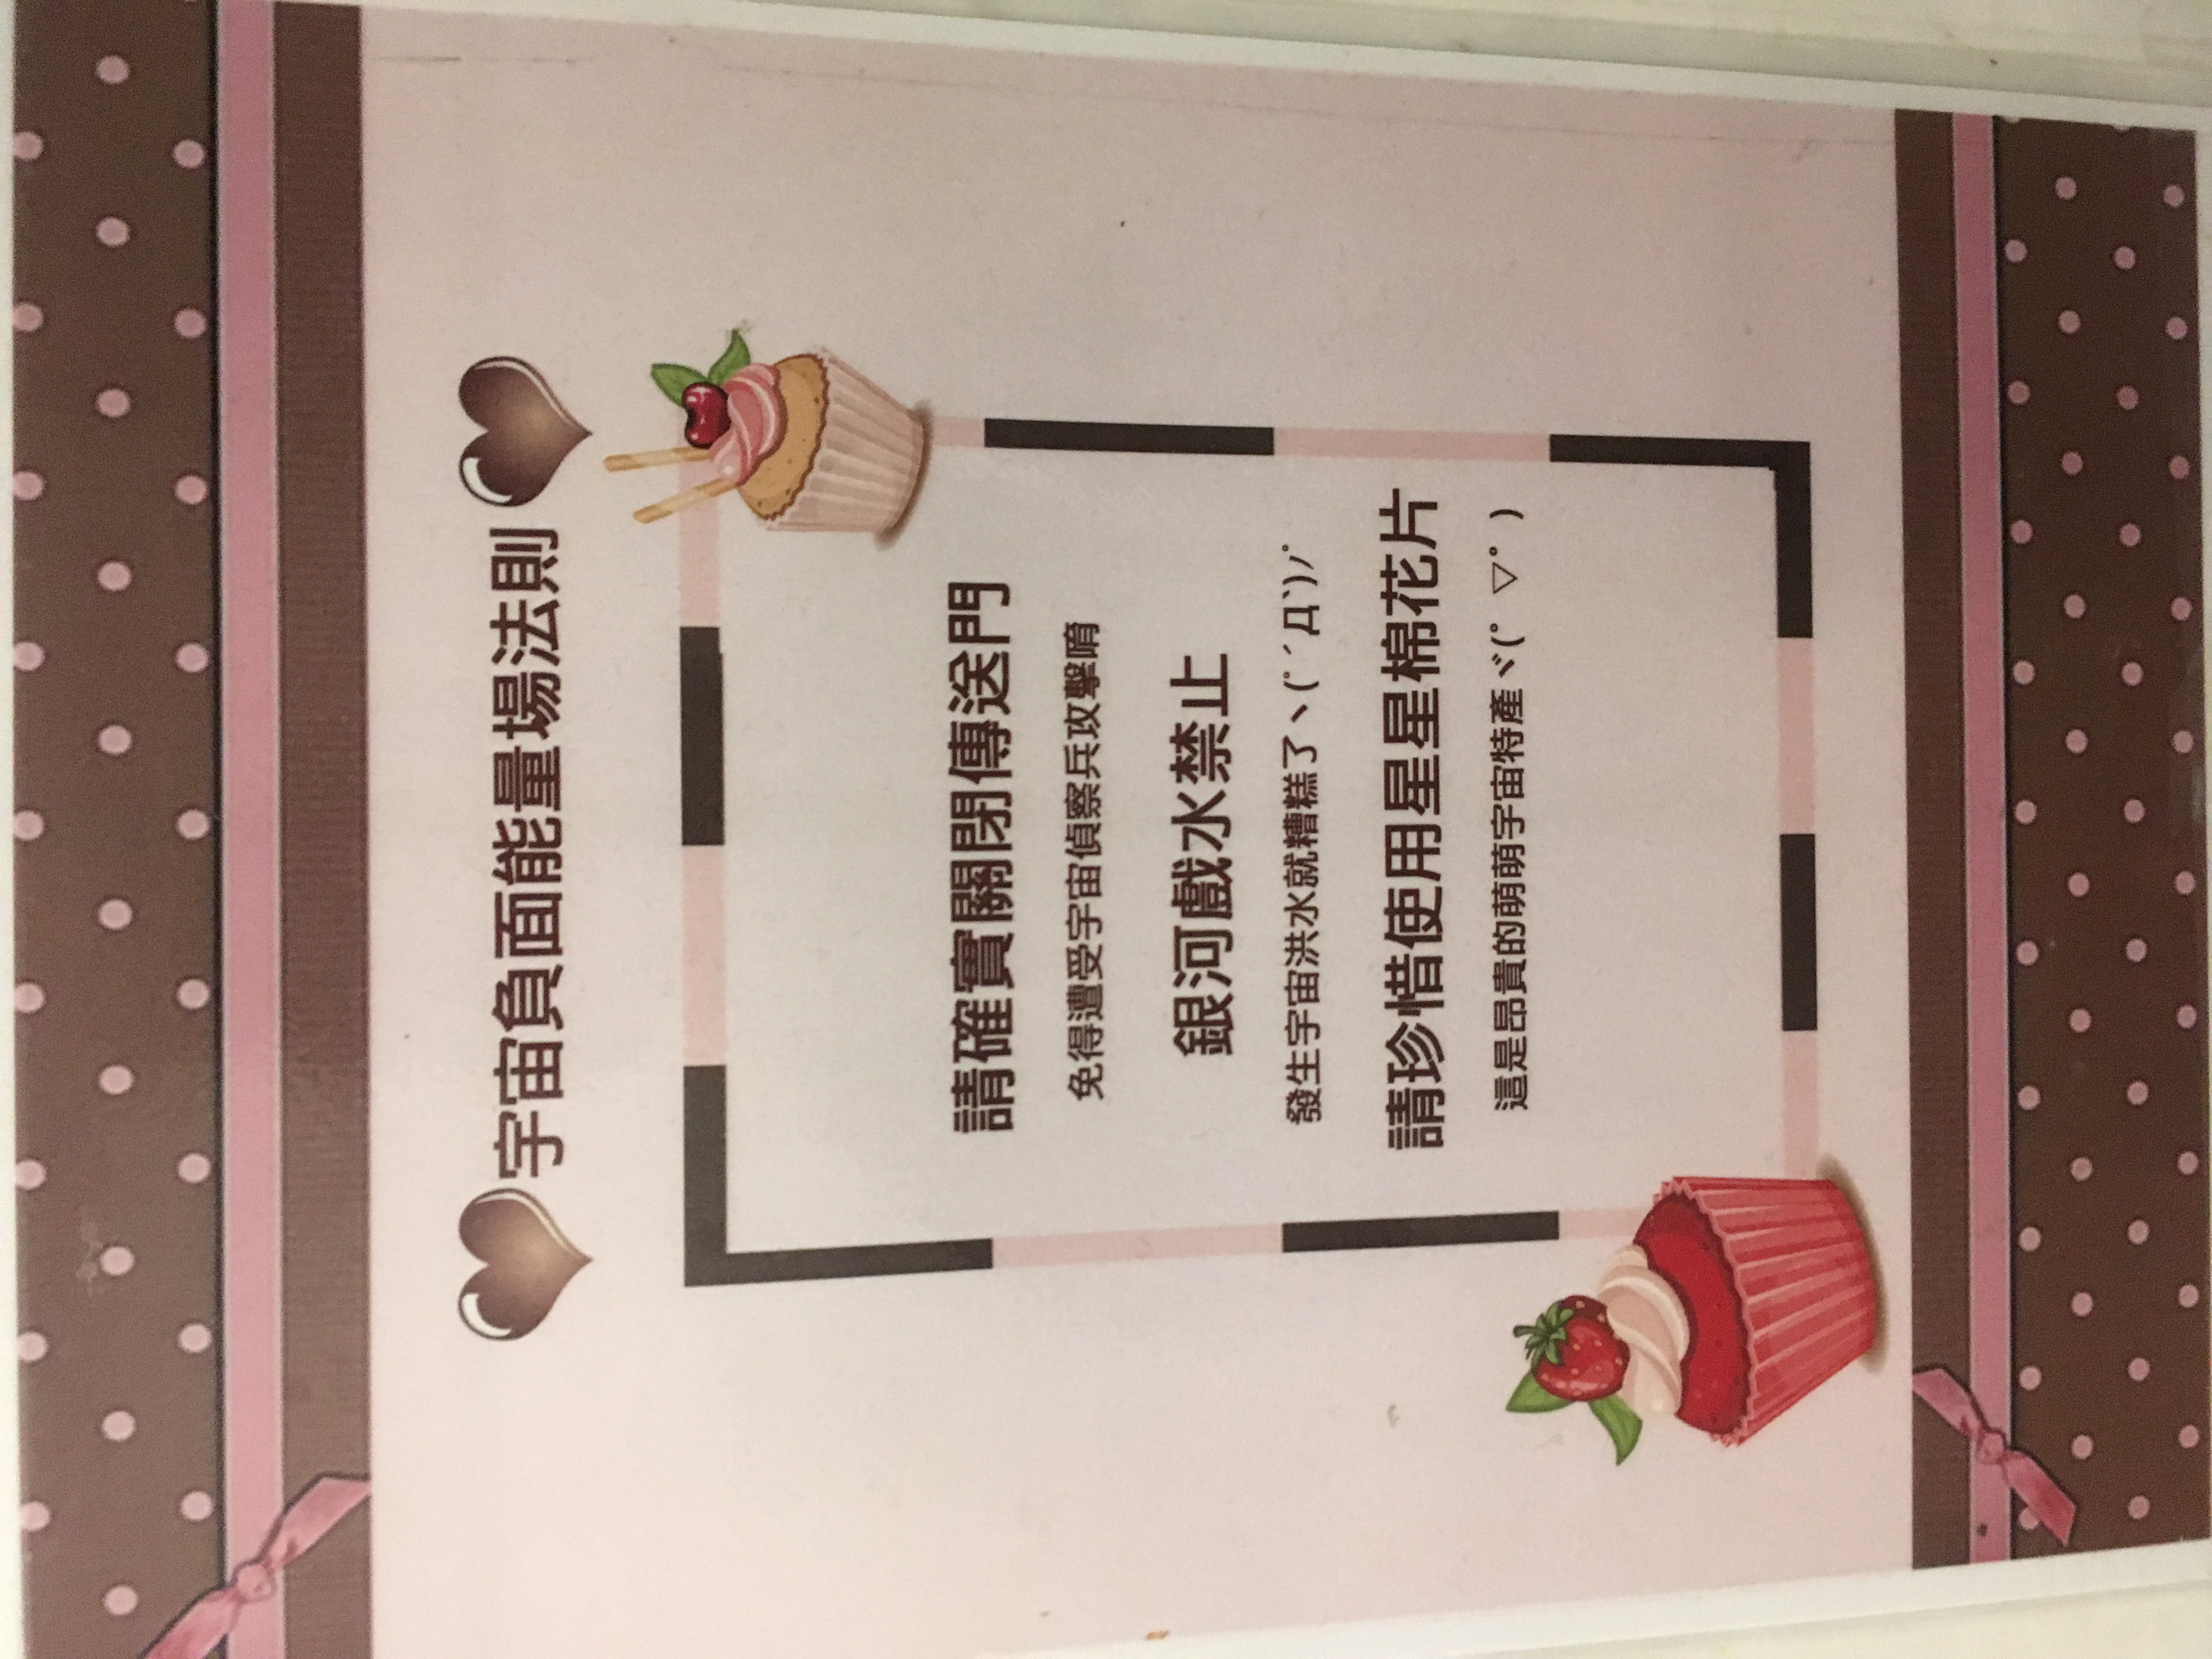 宇宙負面能量場法則
請確實關閉傳送門
免得遭受宇宙偵察兵攻擊唷
銀河戲水禁止
發生宇宙洪水就糟糕了ヽ(ﾟ´Д`)ﾉﾟ
請珍惜使用星星棉花片
這是昂貴的萌萌宇宙特產ヾ(ﾟ ▽ﾟ )